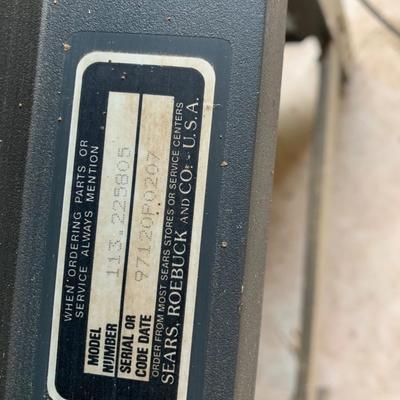 WHEN ORDERING PARTS OR
SERVICE ALWAYS MENTION
MODEL
NUMBER 113.225805
SERIAL OR
CODE DATE 97120P0207
ORDER FROM MOST SEARS STORES OR SERVICE CENTERS
SEARS, ROEBUCK AND CO. - U.S.A.